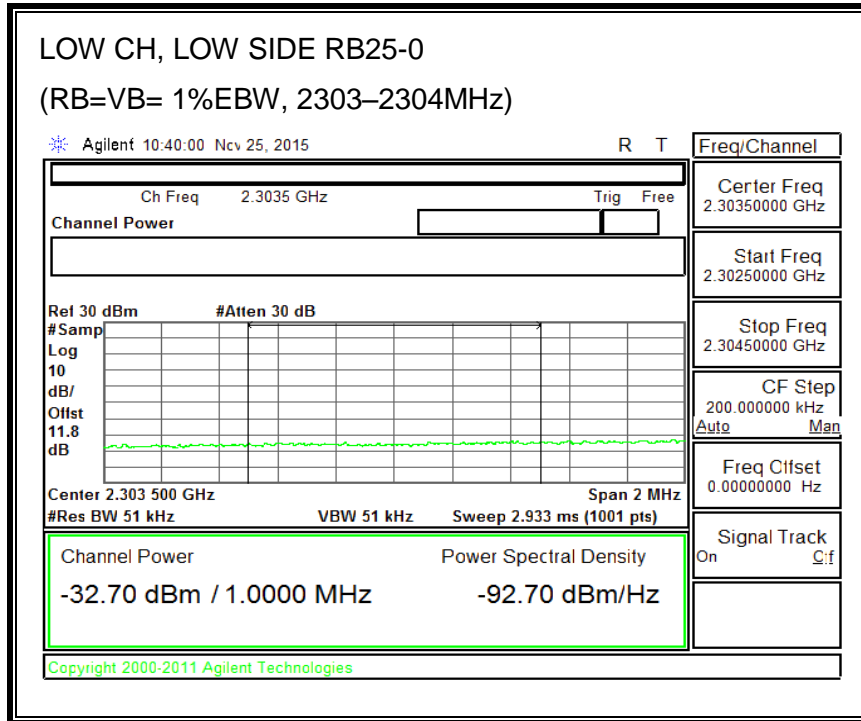 LOW CH, LOW SIDE RB25-0
(RB=VB= 1%EBW, 2303–2304MHz)
Agilent 10:40:00 Nov 25, 2015 R T
Freq/Channel
Ch Freq 2.3035 GHz Trig Free
Channel Power
Center Freq
2.30350000 GHz
Start Freq
2.30250000 GHz
Stop Freq
2.30450000 GHz
CF Step
200.000000 kHz
Auto Man
Freq Offset
0.00000000 Hz
Signal Track
On Off
Ref 30 dBm #Atten 30 dB
#Samp
Log
10
dB/
Offst
11.8
dB
Center 2.303 500 GHz Span 2 MHz
#Res BW 51 kHz VBW 51 kHz Sweep 2.933 ms (1001 pts)
Channel Power Power Spectral Density
-32.70 dBm / 1.0000 MHz -92.70 dBm/Hz
Copyright 2000-2011 Agilent Technologies